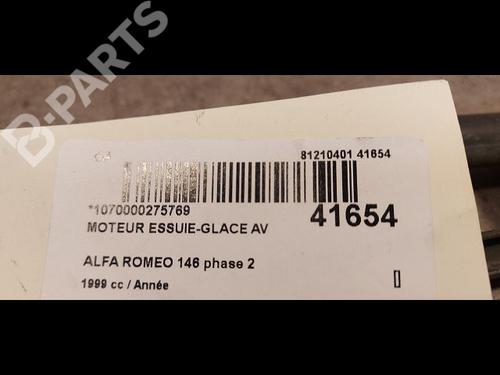 B-PARTS
81210401 41654
*1070000275769
41654
MOTEUR ESSUIE-GLACE AV
ALFA ROMEO 146 phase 2
1999 cc / Année